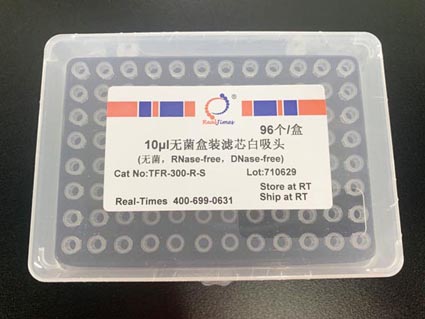 RealTimes
®
96个/盒
10μl无菌盒装滤芯白吸头
(无菌，RNase-free，DNase-free)
Cat No:TFR-300-R-S Lot:710629
Store at RT
Ship at RT
Real-Times 400-699-0631